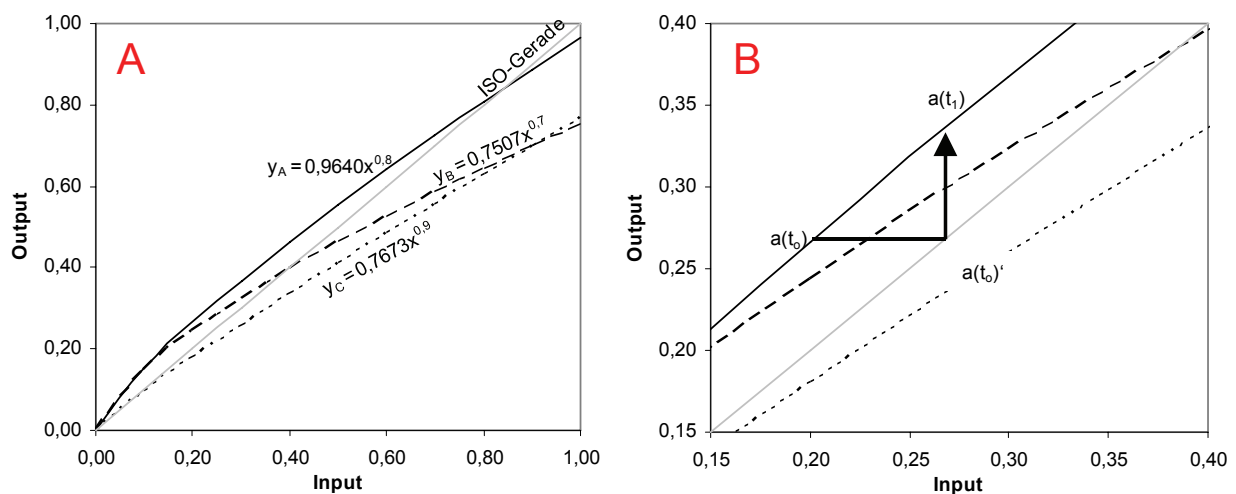 A
1,00
0,80
0,60
0,40
0,20
0,00
Output
ISO-Gerade
y_A = 0,9640x^0,8
y_B = 0,7507x^0,7
y_C = 0,7673x^0,9
0,00 0,20 0,40 0,60 0,80 1,00
Input
B
0,40
0,35
0,30
0,25
0,20
0,15
Output
a(t₁)
a(tₒ)
a(tₒ)‘
0,15 0,20 0,25 0,30 0,35 0,40
Input